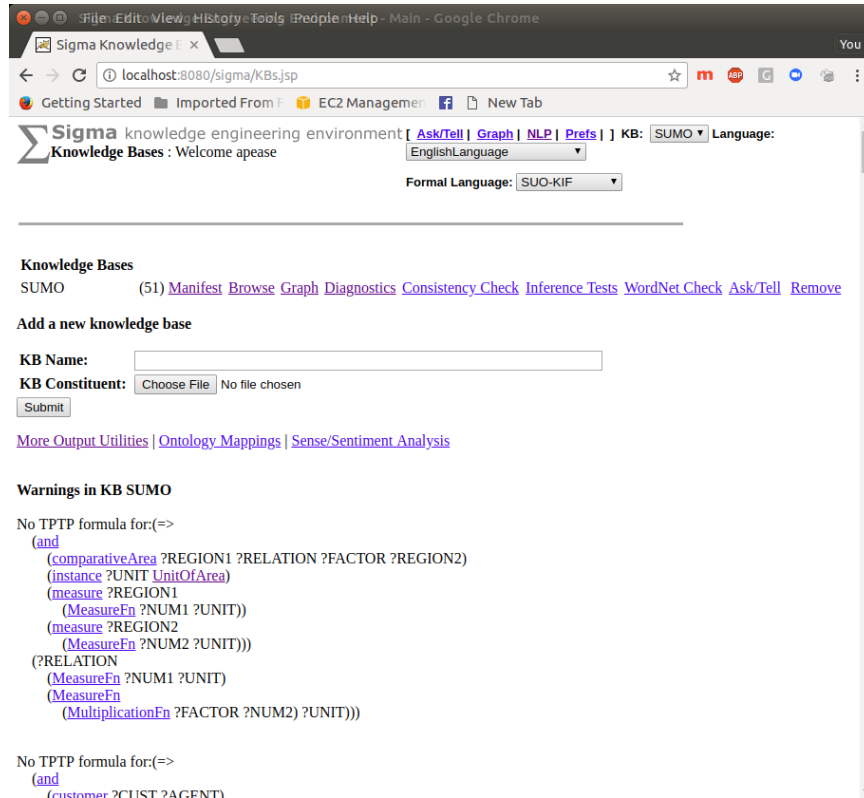 File Edit View History Tools People Help - Main - Google Chrome
Sigma Knowledge E ×
You
localhost:8080/sigma/KBs.jsp
Getting Started Imported From F EC2 Managemen New Tab
Sigma knowledge engineering environment [ Ask/Tell | Graph | NLP | Prefs | ] KB: SUMO Language:
Knowledge Bases : Welcome apease EnglishLanguage
Formal Language: SUO-KIF
Knowledge Bases
SUMO (51) Manifest Browse Graph Diagnostics Consistency Check Inference Tests WordNet Check Ask/Tell Remove
Add a new knowledge base
KB Name:
KB Constituent: Choose File No file chosen
Submit
More Output Utilities | Ontology Mappings | Sense/Sentiment Analysis
Warnings in KB SUMO
No TPTP formula for:(=>
(and
(comparativeArea ?REGION1 ?RELATION ?FACTOR ?REGION2)
(instance ?UNIT UnitOfArea)
(measure ?REGION1
(MeasureFn ?NUM1 ?UNIT))
(measure ?REGION2
(MeasureFn ?NUM2 ?UNIT)))
(?RELATION
(MeasureFn ?NUM1 ?UNIT)
(MeasureFn
(MultiplicationFn ?FACTOR ?NUM2) ?UNIT)))
No TPTP formula for:(=>
(and
(customer ?CUST ?AGENT)